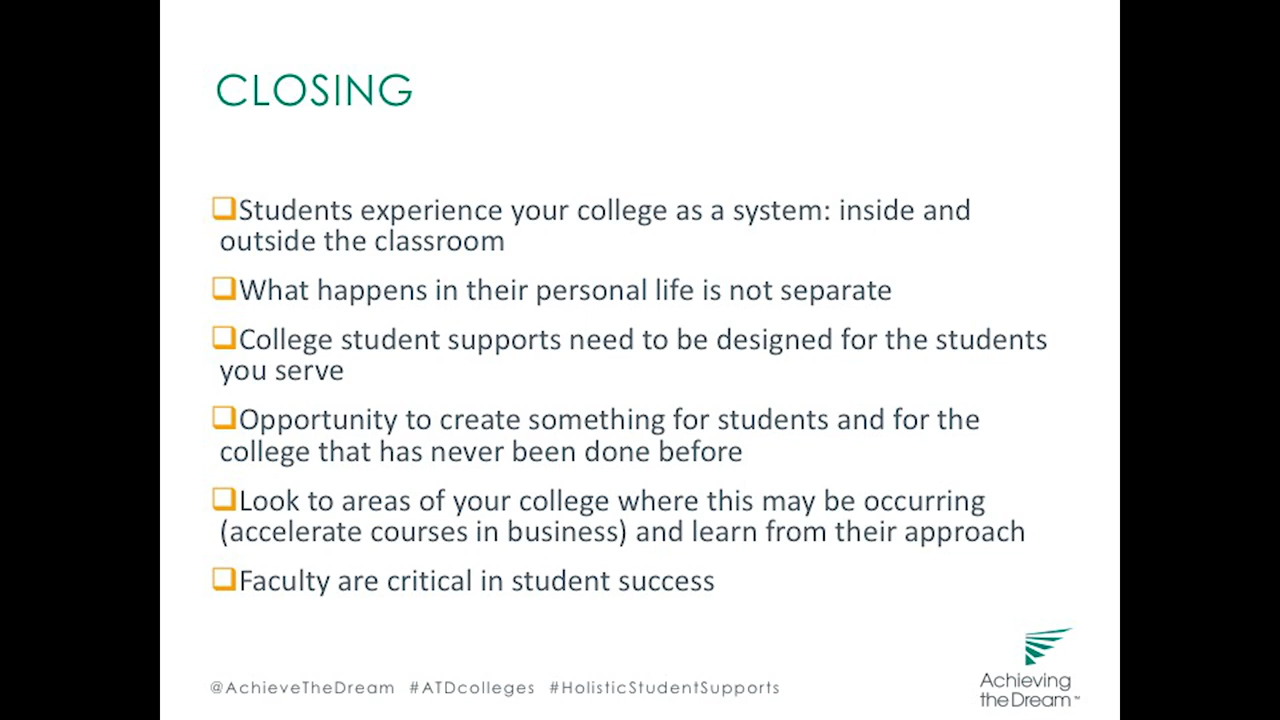 CLOSING
❑Students experience your college as a system: inside and
outside the classroom
❑What happens in their personal life is not separate
❑College student supports need to be designed for the students
you serve
❑Opportunity to create something for students and for the
college that has never been done before
❑Look to areas of your college where this may be occurring
(accelerate courses in business) and learn from their approach
❑Faculty are critical in student success
@AchieveTheDream #ATDcolleges #HolisticStudentSupports
Achieving
the Dream™